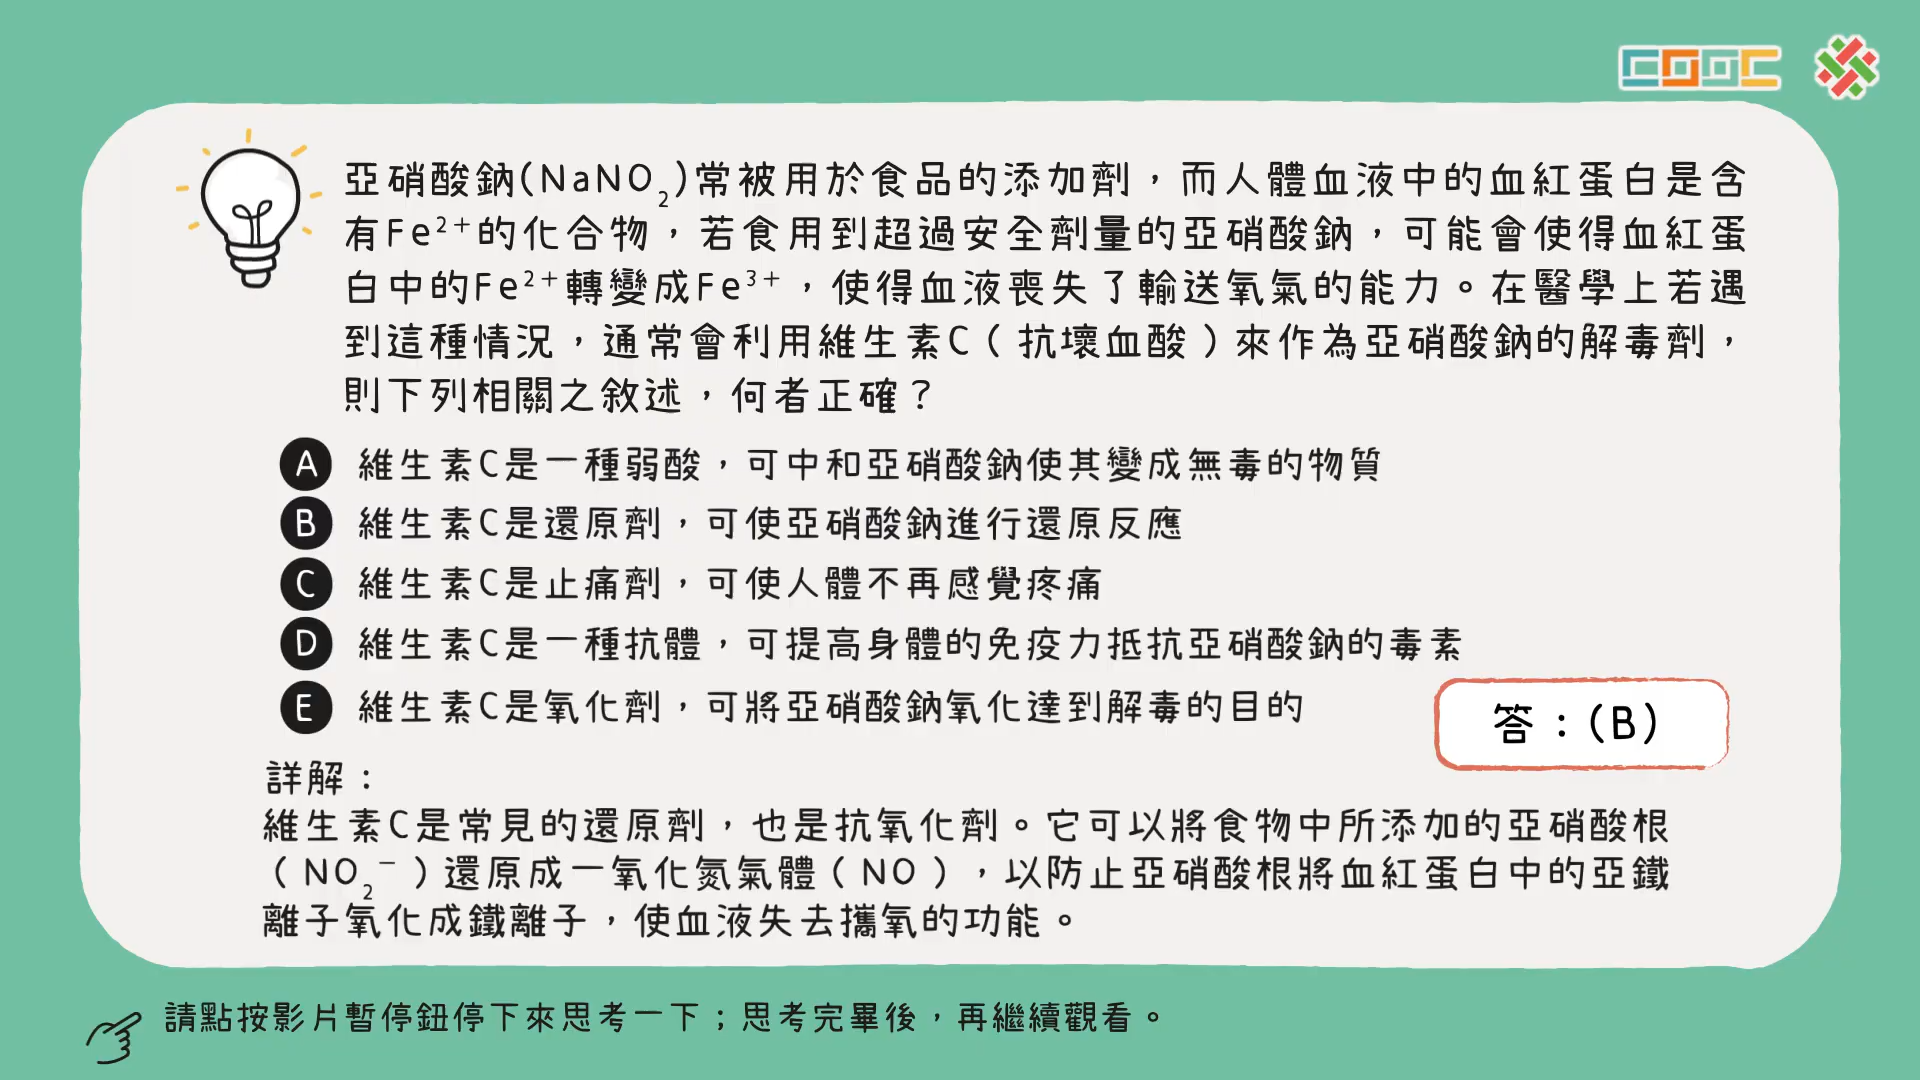 COOC
亞硝酸鈉(NaNO₂)常被用於食品的添加劑，而人體血液中的血紅蛋白是含
有Fe²⁺的化合物，若食用到超過安全劑量的亞硝酸鈉，可能會使得血紅蛋
白中的Fe²⁺轉變成Fe³⁺，使得血液喪失了輸送氧氣的能力。在醫學上若遇
到這種情況，通常會利用維生素C（抗壞血酸）來作為亞硝酸鈉的解毒劑，
則下列相關之敘述，何者正確？
A 維生素C是一種弱酸，可中和亞硝酸鈉使其變成無毒的物質
B 維生素C是還原劑，可使亞硝酸鈉進行還原反應
C 維生素C是止痛劑，可使人體不再感覺疼痛
D 維生素C是一種抗體，可提高身體的免疫力抵抗亞硝酸鈉的毒素
E 維生素C是氧化劑，可將亞硝酸鈉氧化達到解毒的目的
答：(B)
詳解：
維生素C是常見的還原劑，也是抗氧化劑。它可以將食物中所添加的亞硝酸根
（NO₂⁻）還原成一氧化氮氣體（NO），以防止亞硝酸根將血紅蛋白中的亞鐵
離子氧化成鐵離子，使血液失去攜氧的功能。
請點按影片暫停鈕停下來思考一下；思考完畢後，再繼續觀看。